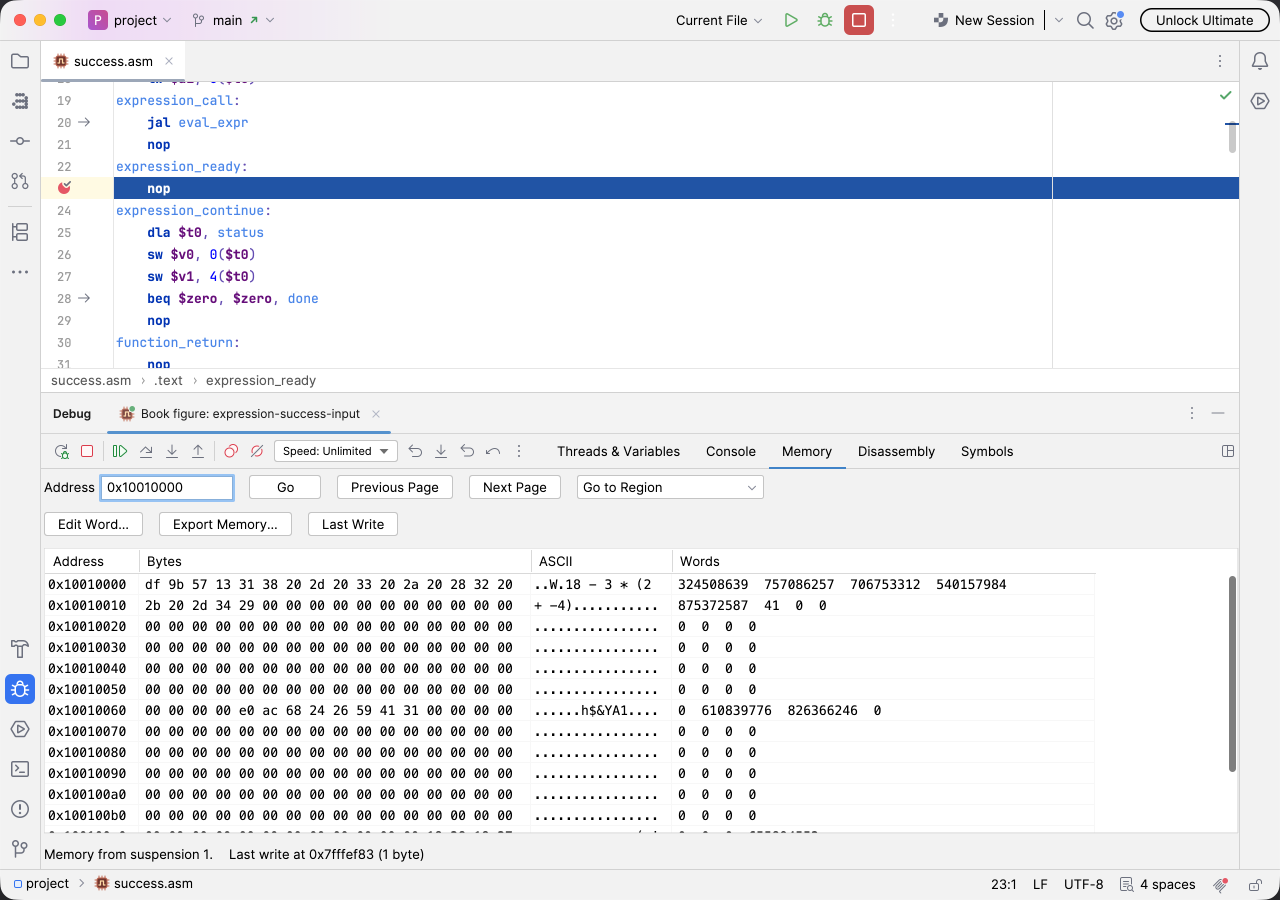 P project main Current File New Session Unlock Ultimate
success.asm
19 expression_call:
20 jal eval_expr
21 nop
22 expression_ready:
nop
24 expression_continue:
25 dla $t0, status
26 sw $v0, 0($t0)
27 sw $v1, 4($t0)
28 beq $zero, $zero, done
29 nop
30 function_return:
31 nop
success.asm › .text › expression_ready
Debug Book figure: expression-success-input
Speed: Unlimited Threads & Variables Console Memory Disassembly Symbols
Address 0x10010000 Go Previous Page Next Page Go to Region
Edit Word... Export Memory... Last Write
Address Bytes ASCII Words
0x10010000 df 9b 57 13 31 38 20 2d 20 33 20 2a 20 28 32 20 ..W.18 - 3 * (2 324508639 757086257 706753312 540157984
0x10010010 2b 20 2d 34 29 00 00 00 00 00 00 00 00 00 00 00 + -4)........... 875372587 41 0 0
0x10010020 00 00 00 00 00 00 00 00 00 00 00 00 00 00 00 00 ................ 0 0 0 0
0x10010030 00 00 00 00 00 00 00 00 00 00 00 00 00 00 00 00 ................ 0 0 0 0
0x10010040 00 00 00 00 00 00 00 00 00 00 00 00 00 00 00 00 ................ 0 0 0 0
0x10010050 00 00 00 00 00 00 00 00 00 00 00 00 00 00 00 00 ................ 0 0 0 0
0x10010060 00 00 00 00 e0 ac 68 24 26 59 41 31 00 00 00 00 ......h$&YA1.... 0 610839776 826366246 0
0x10010070 00 00 00 00 00 00 00 00 00 00 00 00 00 00 00 00 ................ 0 0 0 0
0x10010080 00 00 00 00 00 00 00 00 00 00 00 00 00 00 00 00 ................ 0 0 0 0
0x10010090 00 00 00 00 00 00 00 00 00 00 00 00 00 00 00 00 ................ 0 0 0 0
0x100100a0 00 00 00 00 00 00 00 00 00 00 00 00 00 00 00 00 ................ 0 0 0 0
0x100100b0 00 00 00 00 00 00 00 00 00 00 00 00 00 00 00 00 ................ 0 0 0 0
Memory from suspension 1. Last write at 0x7fffef83 (1 byte)
project › success.asm 23:1 LF UTF-8 4 spaces